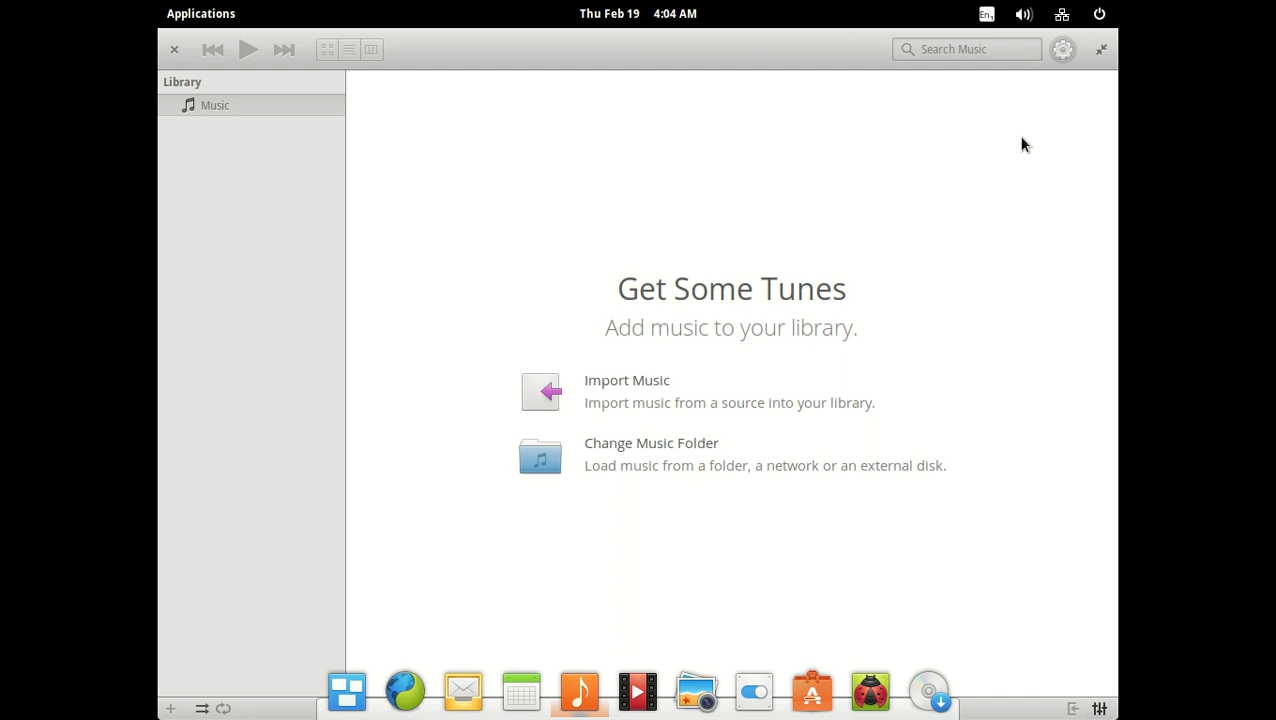 Applications
Thu Feb 19 4:04 AM
En1
Search Music
Library
Music
Get Some Tunes
Add music to your library.
Import Music
Import music from a source into your library.
Change Music Folder
Load music from a folder, a network or an external disk.